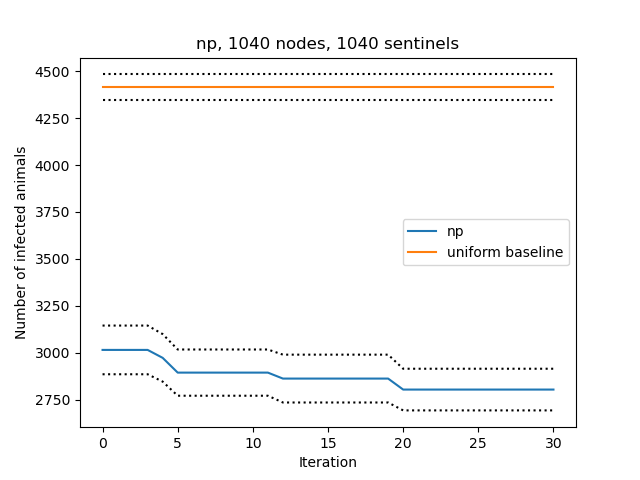 np, 1040 nodes, 1040 sentinels
Number of infected animals
4500
4250
4000
3750
3500
3250
3000
2750
np
uniform baseline
0 5 10 15 20 25 30
Iteration